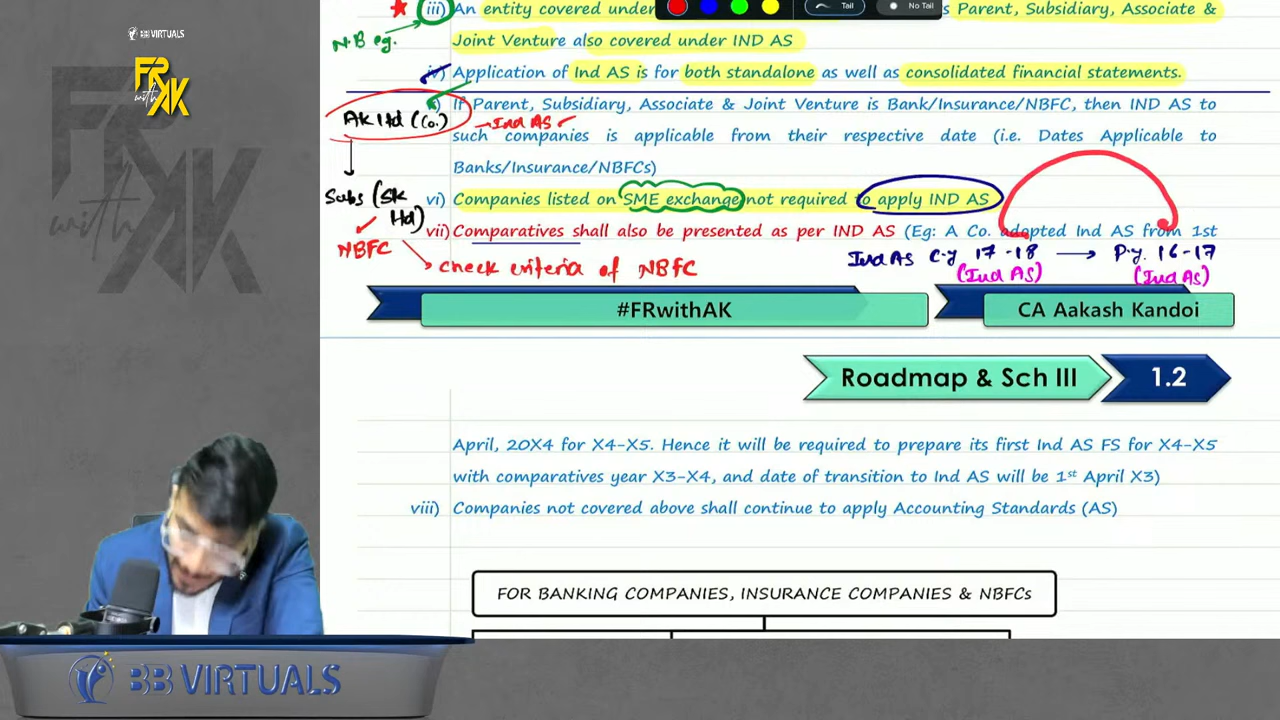 BB VIRTUALS
FR
with
AK
Tail
No Tail
iii) An entity covered under s Parent, Subsidiary, Associate &
N.B eg.
Joint Venture also covered under IND AS
iv) Application of Ind AS is for both standalone as well as consolidated financial statements.
If Parent, Subsidiary, Associate & Joint Venture is Bank/Insurance/NBFC, then IND AS to
AK ltd (Co.)
Ind AS
such companies is applicable from their respective date (i.e. Dates Applicable to
Banks/Insurance/NBFCs)
Subs (SK ltd)
vi) Companies listed on SME exchange not required to apply IND AS
vii) Comparatives shall also be presented as per IND AS (Eg: A Co. adopted Ind AS from 1st
NBFC
check criteria of NBFC
Ind AS C.y 17-18 → P.y. 16-17
(Ind AS) (Ind AS)
#FRwithAK
CA Aakash Kandoi
Roadmap & Sch III 1.2
April, 20X4 for X4-X5. Hence it will be required to prepare its first Ind AS FS for X4-X5
with comparatives year X3-X4, and date of transition to Ind AS will be 1st April X3)
viii) Companies not covered above shall continue to apply Accounting Standards (AS)
FOR BANKING COMPANIES, INSURANCE COMPANIES & NBFCs
BB VIRTUALS